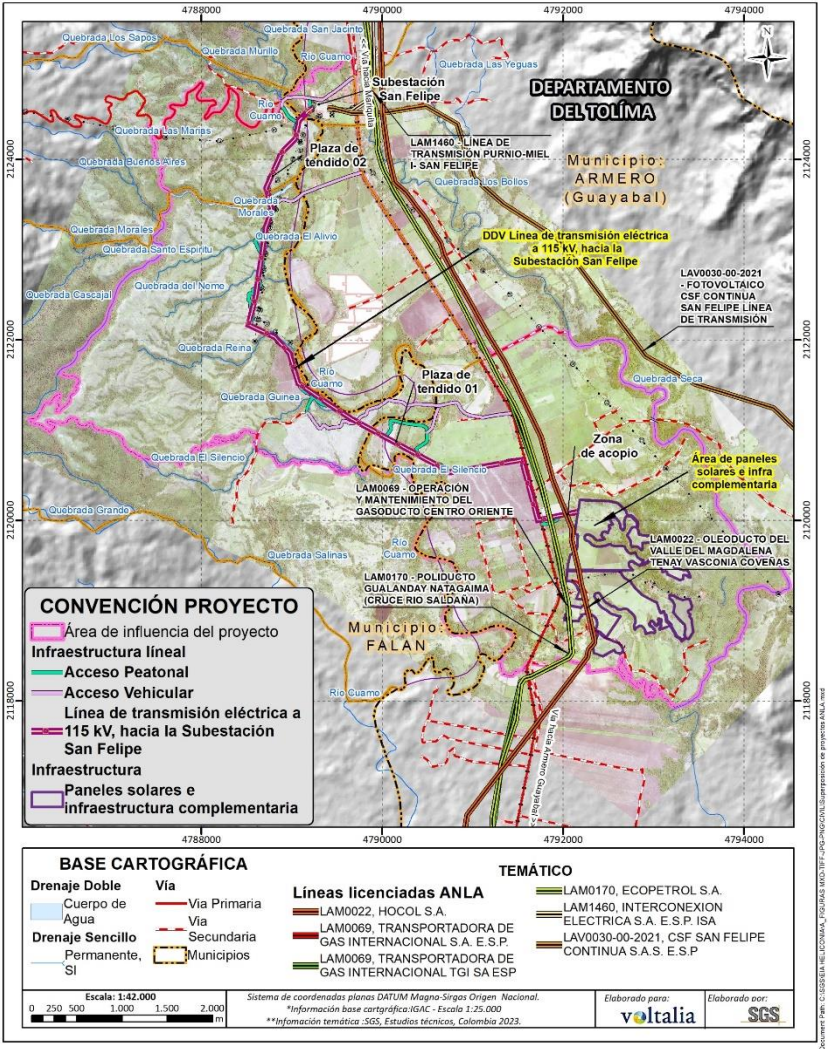 4788000
4790000
4792000
4794000
Quebrada Los Sapos
Quebrada San Jacinto
Quebrada Murillo
Río
Cuamo
<< Vía hacia Mariquita
Quebrada Las Yeguas
N
Subestación
San Felipe
DEPARTAMENTO
DEL TOLÍMA
Río
Cuamo
Quebrada Las Marías
Plaza de
tendido 02
LAM1460 - LÍNEA DE
TRANSMISIÓN PURNIO-MIEL
I- SAN FELIPE
Municipio:
ARMERO
(Guayabal)
2124000
2124000
Quebrada Buenos Aires
Quebrada Los Bollos
Quebrada
Morales
Quebrada Morales
Quebrada El Alivio
DDV Línea de transmisión eléctrica
a 115 kV, hacia la
Subestación San Felipe
Quebrada Santo Espiritu
Quebrada del Neme
Quebrada Cascajal
LAV0030-00-2021
- FOTOVOLTAICO
CSF CONTINUA
SAN FELIPE LÍNEA
DE TRANSMISIÓN
2122000
2122000
Quebrada Reina
Río
Cuamo
Plaza de
tendido 01
Quebrada Seca
Quebrada Guinea
Zona
de acopio
Quebrada El Silencio
Quebrada El Silencio
Área de paneles
solares e infra
complementaria
LAM0069 - OPERACIÓN
Y MANTENIMIENTO DEL
GASODUCTO CENTRO ORIENTE
Quebrada Grande
2120000
2120000
Río
Cuamo
LAM0022 - OLEODUCTO DEL
VALLE DEL MAGDALENA
TENAY VASCONIA COVEÑAS
Quebrada Salinas
LAM0170 - POLIDUCTO
GUALANDAY NATAGAIMA
(CRUCE RIO SALDAÑA)
Municipio:
FALAN
Río Cuamo
2118000
2118000
Vía hacia Armero Guayabal >>
CONVENCIÓN PROYECTO
Área de influencia del proyecto
Infraestructura líneal
Acceso Peatonal
Acceso Vehicular
Línea de transmisión eléctrica a
115 kV, hacia la Subestación
San Felipe
Infraestructura
Paneles solares e
infraestructura complementaria
4788000
4790000
4792000
4794000
BASE CARTOGRÁFICA
Drenaje Doble
Cuerpo de
Agua
Drenaje Sencillo
Permanente,
SI
Vía
Via Primaria
Via
Secundaria
Municipios
TEMÁTICO
Líneas licenciadas ANLA
LAM0022, HOCOL S.A.
LAM0069, TRANSPORTADORA DE
GAS INTERNACIONAL S.A. E.S.P.
LAM0069, TRANSPORTADORA DE
GAS INTERNACIONAL TGI SA ESP
LAM0170, ECOPETROL S.A.
LAM1460, INTERCONEXION
ELECTRICA S.A. E.S.P. ISA
LAV0030-00-2021, CSF SAN FELIPE
CONTINUA S.A.S. E.S.P
Escala: 1:42.000
0 250 500 1.000 1.500 2.000
m
Sistema de coordenadas planas DATUM Magna-Sirgas Origen Nacional.
*Información base cartográfica:IGAC - Escala 1:25.000
**Infomación temática :SGS, Estudios técnicos, Colombia 2023.
Elaborado para:
voltalia
Elaborado por:
SGS